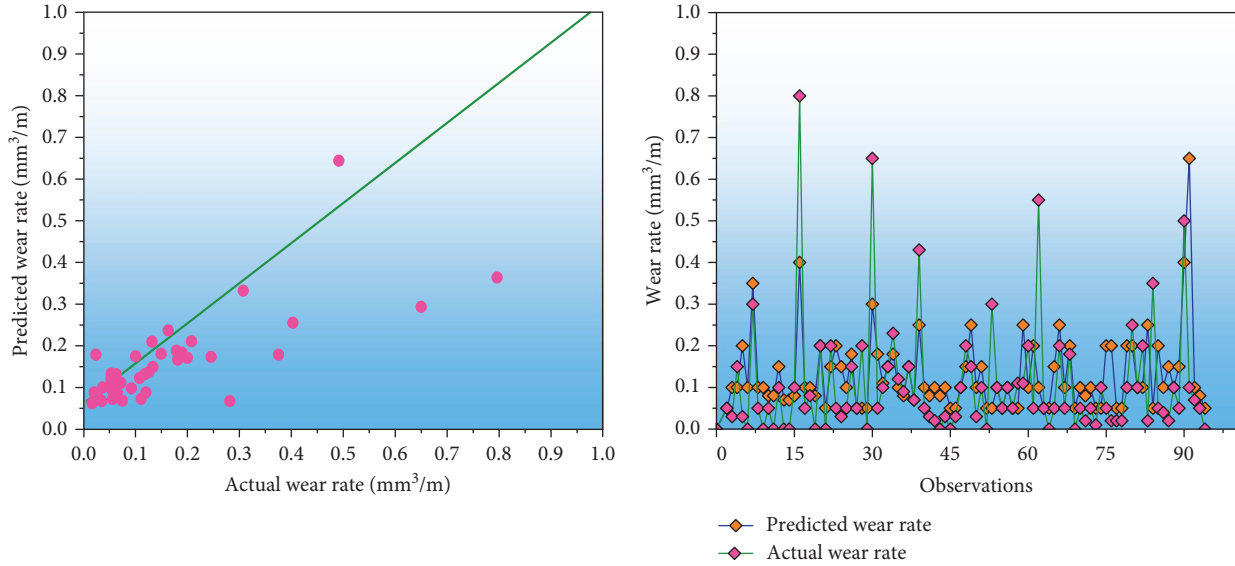 Predicted wear rate (mm³/m)
1.0
0.9
0.8
0.7
0.6
0.5
0.4
0.3
0.2
0.1
0.0
0.0 0.1 0.2 0.3 0.4 0.5 0.6 0.7 0.8 0.9 1.0
Actual wear rate (mm³/m)
Wear rate (mm³/m)
1.0
0.9
0.8
0.7
0.6
0.5
0.4
0.3
0.2
0.1
0.0
0 15 30 45 60 75 90
Observations
Predicted wear rate
Actual wear rate